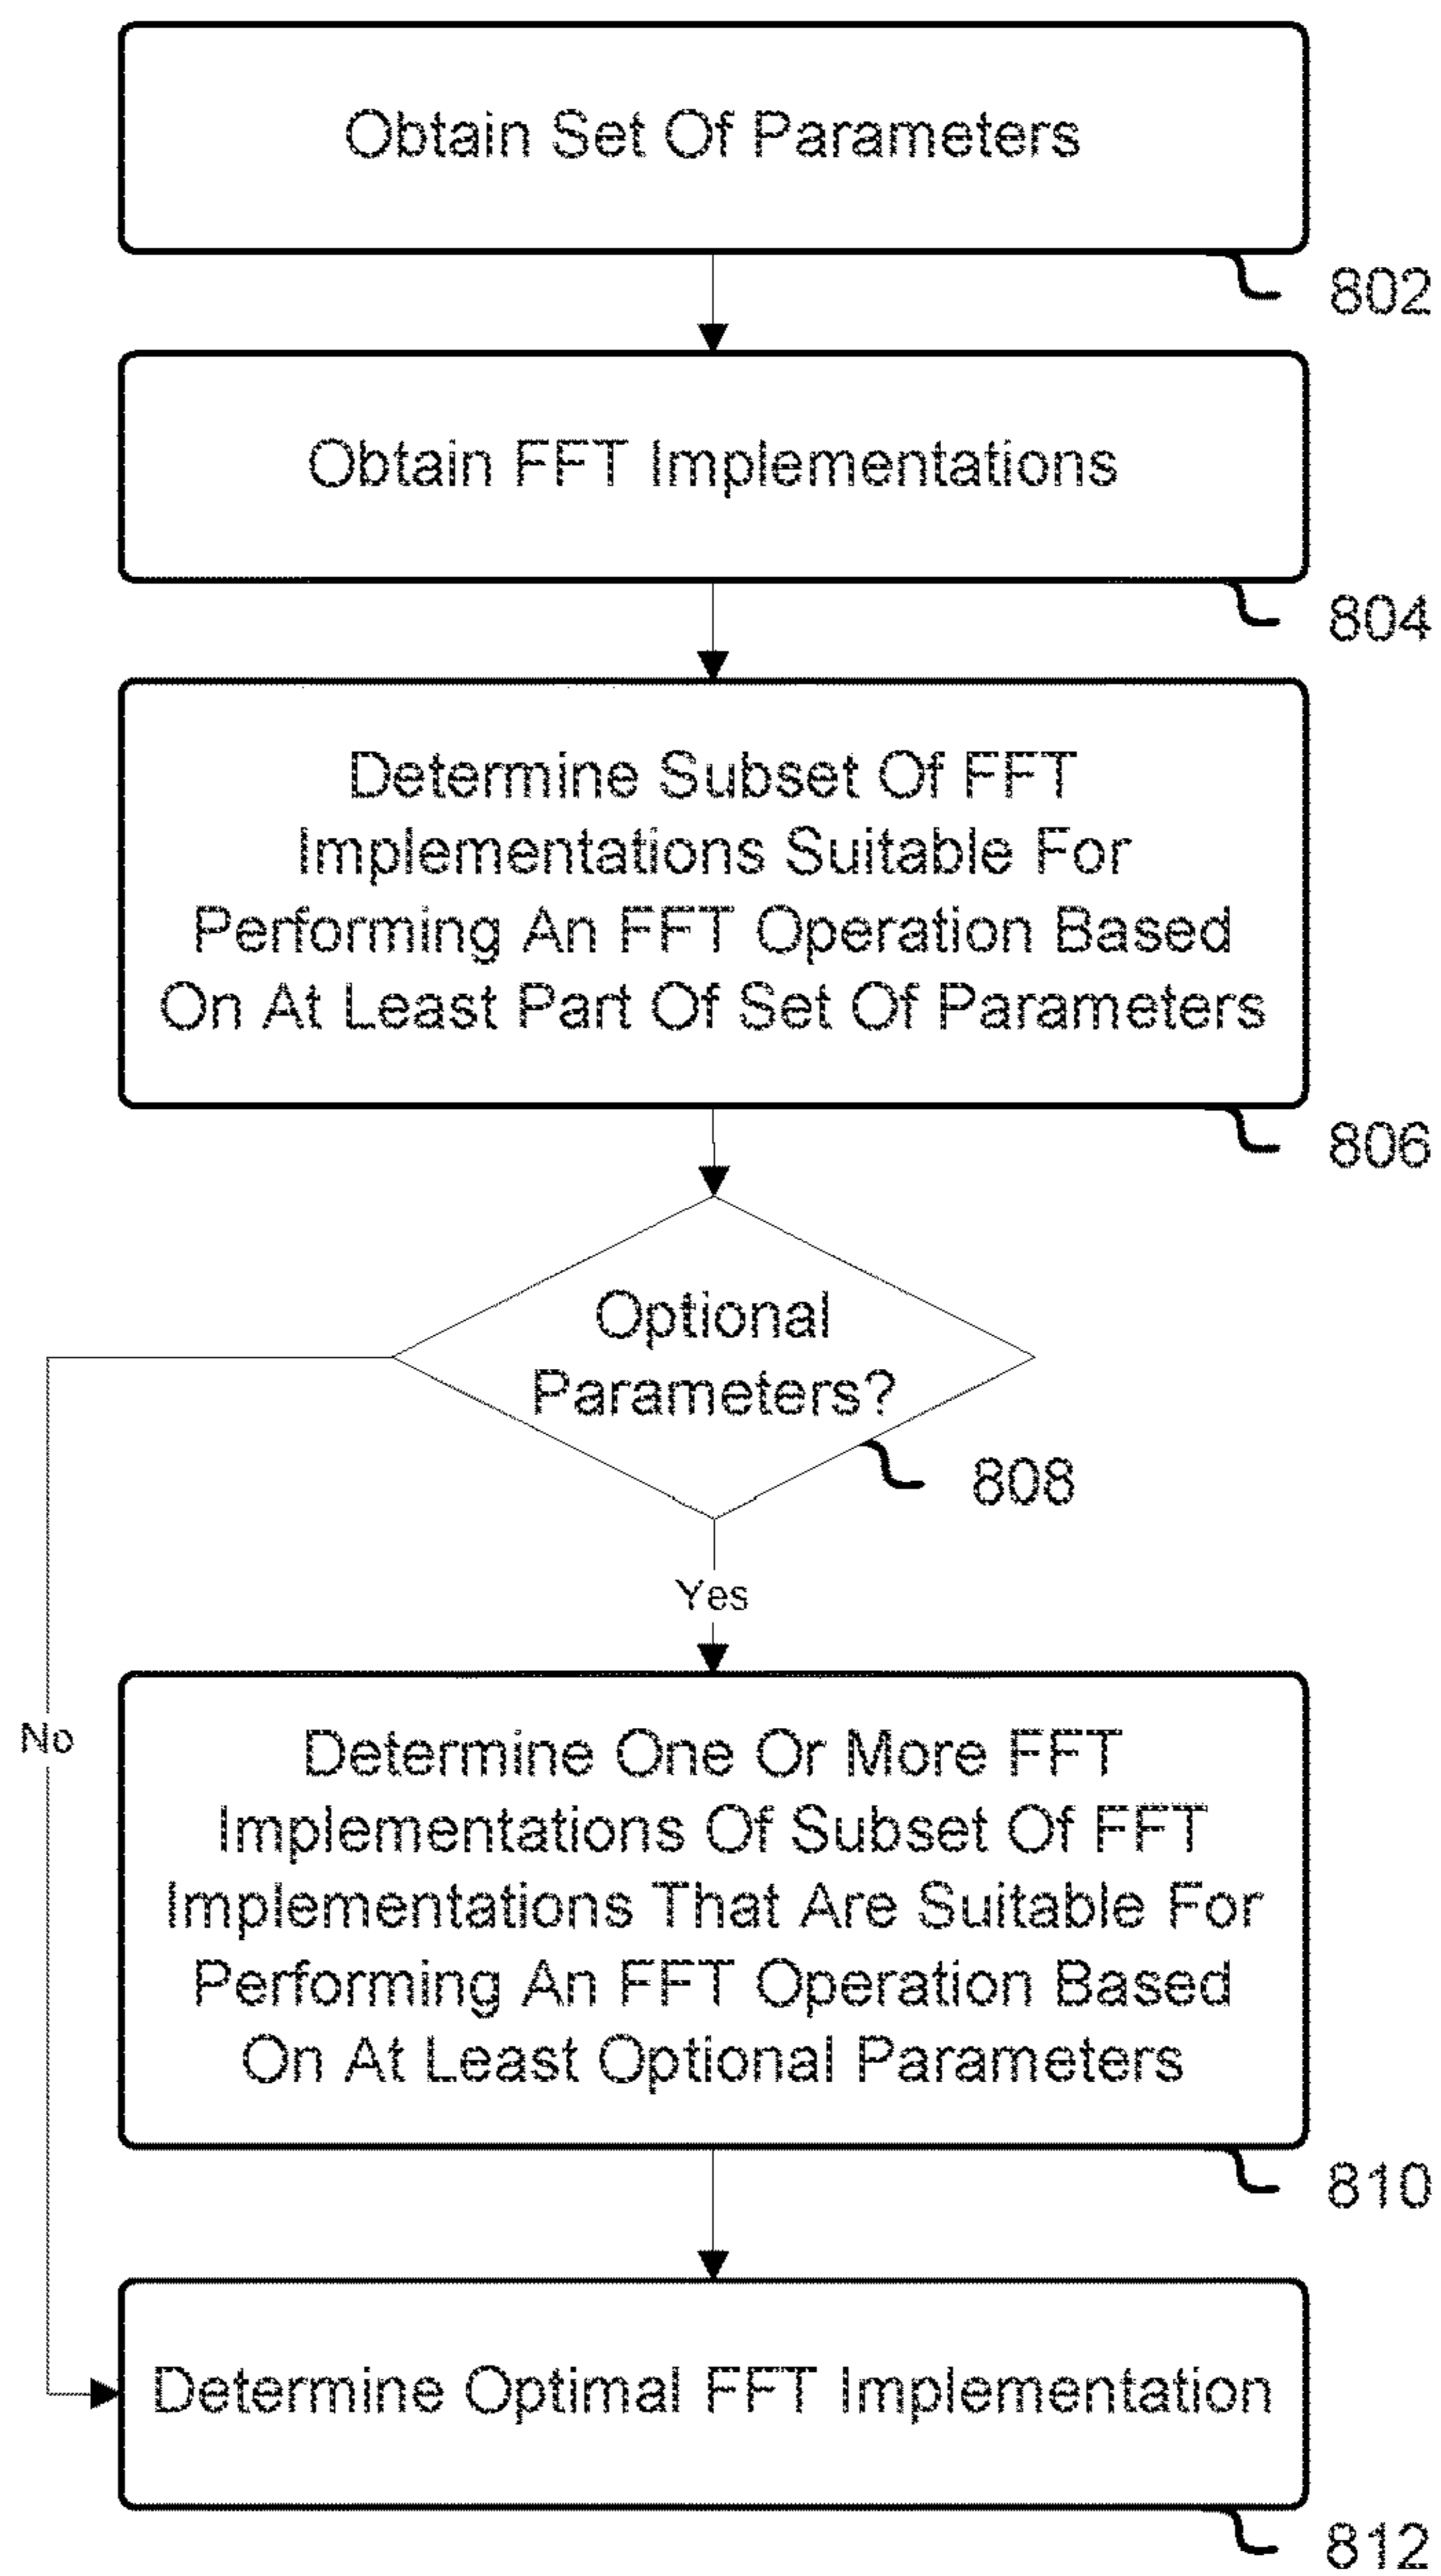 Obtain Set Of Parameters
802
Obtain FFT Implementations
804
Determine Subset Of FFT
Implementations Suitable For
Performing An FFT Operation Based
On At Least Part Of Set Of Parameters
806
Optional
Parameters?
808
Yes
No
Determine One Or More FFT
Implementations Of Subset Of FFT
Implementations That Are Suitable For
Performing An FFT Operation Based
On At Least Optional Parameters
810
Determine Optimal FFT Implementation
812